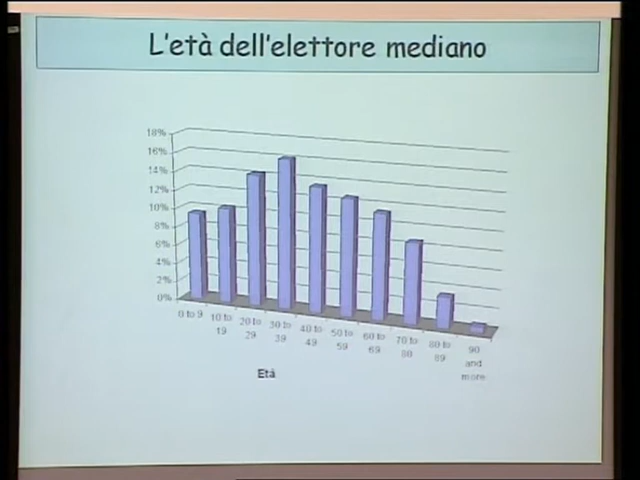 L'età dell'elettore mediano
18%
16%
14%
12%
10%
8%
6%
4%
2%
0%
0 to 9
10 to 19
20 to 29
30 to 39
40 to 49
50 to 59
60 to 69
70 to 80
80 to 89
90 and more
Età